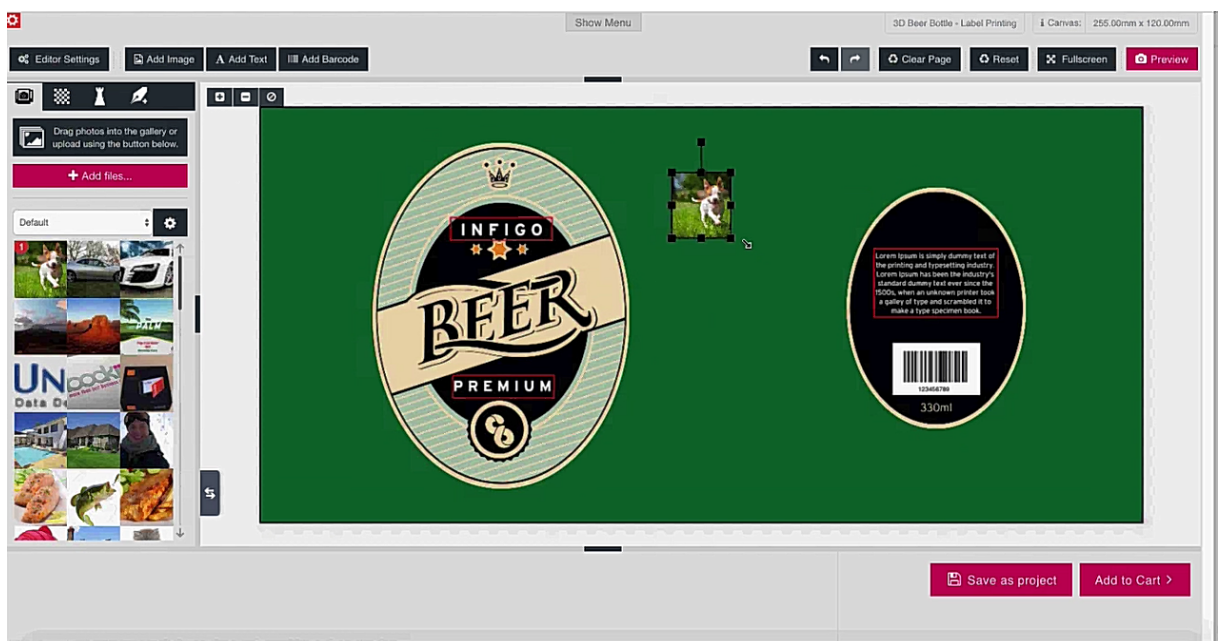 Show Menu
3D Beer Bottle - Label Printing
i Canvas: 255.00mm x 120.00mm
Editor Settings
Add Image
A Add Text
Add Barcode
Clear Page
Reset
Fullscreen
Preview
Drag photos into the gallery or
upload using the button below.
+ Add files...
Default
1
PALM
UN
Data
INFIGO
BEER
PREMIUM
Lorem Ipsum is simply dummy text of
the printing and typesetting industry.
Lorem Ipsum has been the industry's
standard dummy text ever since the
1500s, when an unknown printer took
a galley of type and scrambled it to
make a type specimen book.
123456789
330ml
Save as project
Add to Cart >